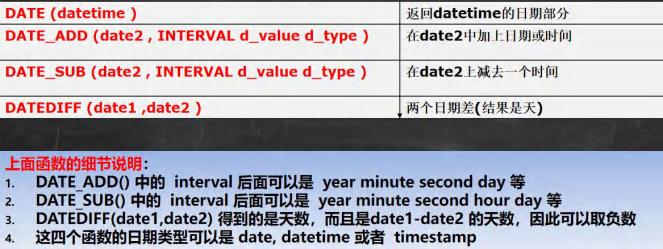 DATE (datetime ) 返回datetime的日期部分
DATE_ADD (date2 , INTERVAL d_value d_type ) 在date2中加上日期或时间
DATE_SUB (date2 , INTERVAL d_value d_type ) 在date2上减去一个时间
DATEDIFF (date1 ,date2 ) 两个日期差(结果是天)
上面函数的细节说明:
1. DATE_ADD() 中的 interval 后面可以是 year minute second day 等
2. DATE_SUB() 中的 interval 后面可以是 year minute second hour day 等
3. DATEDIFF(date1,date2) 得到的是天数，而且是date1-date2 的天数，因此可以取负数
4. 这四个函数的日期类型可以是 date, datetime 或者 timestamp